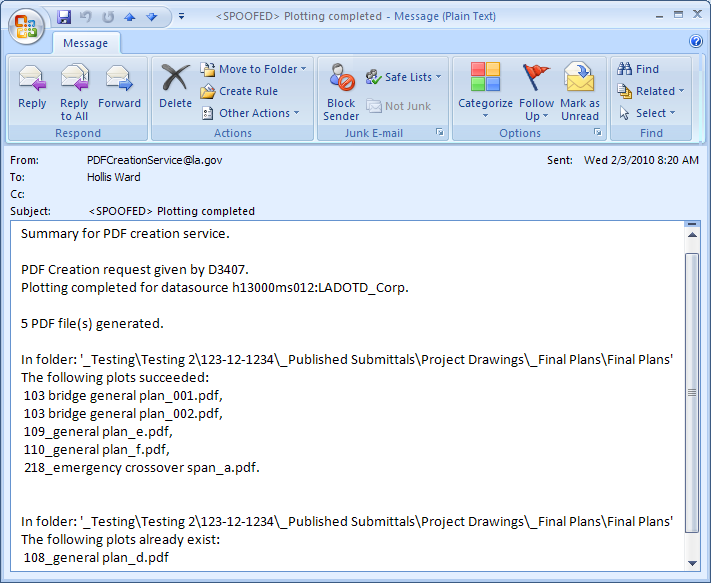 <SPOOFED> Plotting completed - Message (Plain Text)
Message
Reply
Reply to All
Forward
Respond
Delete
Move to Folder
Create Rule
Other Actions
Actions
Block Sender
Safe Lists
Not Junk
Junk E-mail
Categorize
Follow Up
Mark as Unread
Options
Find
Related
Select
Find
From: PDFCreationService@la.gov Sent: Wed 2/3/2010 8:20 AM
To: Hollis Ward
Cc:
Subject: <SPOOFED> Plotting completed
Summary for PDF creation service.
PDF Creation request given by D3407.
Plotting completed for datasource h13000ms012:LADOTD_Corp.
5 PDF file(s) generated.
In folder: '_Testing\Testing 2\123-12-1234\_Published Submittals\Project Drawings\_Final Plans\Final Plans'
The following plots succeeded:
103 bridge general plan_001.pdf,
103 bridge general plan_002.pdf,
109_general plan_e.pdf,
110_general plan_f.pdf,
218_emergency crossover span_a.pdf.
In folder: '_Testing\Testing 2\123-12-1234\_Published Submittals\Project Drawings\_Final Plans\Final Plans'
The following plots already exist:
108_general plan_d.pdf